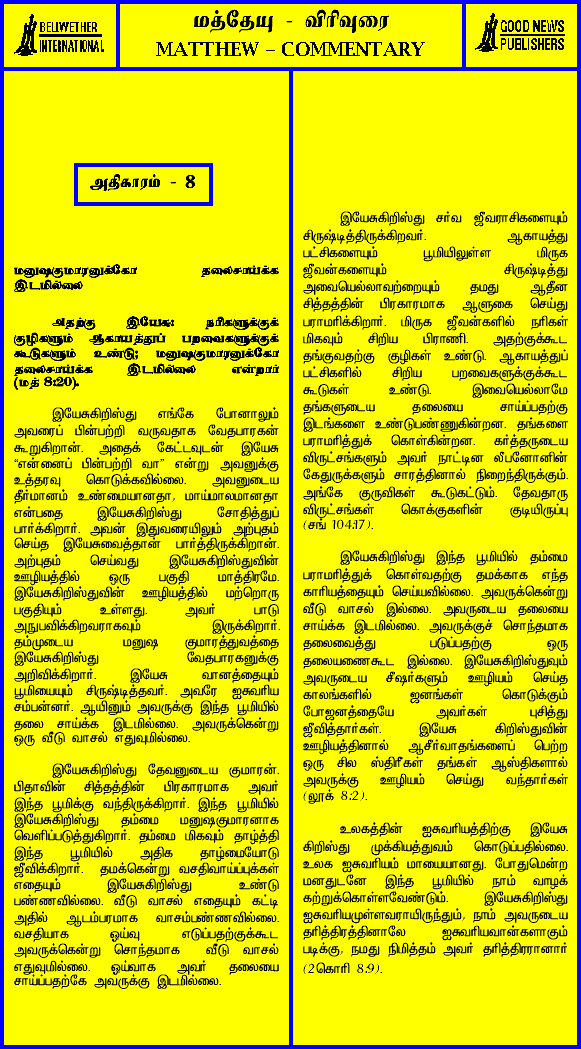 BELLWETHER
INTERNATIONAL
மத்தேயு - விரிவுரை
MATTHEW – COMMENTARY
GOOD NEWS
PUBLISHERS
அதிகாரம் - 8
மனுஷகுமாரனுக்கோ தலைசாய்க்க
இடமில்லை
அதற்கு இயேசு: நரிகளுக்குக்
குழிகளும் ஆகாயத்துப் பறவைகளுக்குக்
கூடுகளும் உண்டு; மனுஷகுமாரனுக்கோ
தலைசாய்க்க இடமில்லை என்றார்
(மத் 8:20).
இயேசுகிறிஸ்து எங்கே போனாலும்
அவரைப் பின்பற்றி வருவதாக வேதபாரகன்
கூறுகிறான். அதைக் கேட்டவுடன் இயேசு
“என்னைப் பின்பற்றி வா” என்று அவனுக்கு
உத்தரவு கொடுக்கவில்லை. அவனுடைய
தீர்மானம் உண்மையானதா, மாய்மாலமானதா
என்பதை இயேசுகிறிஸ்து சோதித்துப்
பார்க்கிறார். அவன் இதுவரையிலும் அற்புதம்
செய்த இயேசுவைத்தான் பார்த்திருக்கிறான்.
அற்புதம் செய்வது இயேசுகிறிஸ்துவின்
ஊழியத்தில் ஒரு பகுதி மாத்திரமே.
இயேசுகிறிஸ்துவின் ஊழியத்தில் மற்றொரு
பகுதியும் உள்ளது. அவர் பாடு
அநுபவிக்கிறவராகவும் இருக்கிறார்.
தம்முடைய மனுஷ குமாரத்துவத்தை
இயேசுகிறிஸ்து வேதபாரகனுக்கு
அறிவிக்கிறார். இயேசு வானத்தையும்
பூமியையும் சிருஷ்டித்தவர். அவரே ஐசுவரிய
சம்பன்னர். ஆயினும் அவருக்கு இந்த பூமியில்
தலை சாய்க்க இடமில்லை. அவருக்கென்று
ஒரு வீடு வாசல் எதுவுமில்லை.
இயேசுகிறிஸ்து தேவனுடைய குமாரன்.
பிதாவின் சித்தத்தின் பிரகாரமாக அவர்
இந்த பூமிக்கு வந்திருக்கிறார். இந்த பூமியில்
இயேசுகிறிஸ்து தம்மை மனுஷகுமாரனாக
வெளிப்படுத்துகிறார். தம்மை மிகவும் தாழ்த்தி
இந்த பூமியில் அதிக தாழ்மையோடு
ஜீவிக்கிறார். தமக்கென்று வசதிவாய்ப்புக்கள்
எதையும் இயேசுகிறிஸ்து உண்டு
பண்ணவில்லை. வீடு வாசல் எதையும் கட்டி
அதில் ஆடம்பரமாக வாசம்பண்ணவில்லை.
வசதியாக ஓய்வு எடுப்பதற்குக்கூட
அவருக்கென்று சொந்தமாக வீடு வாசல்
எதுவுமில்லை. ஓய்வாக அவர் தலையை
சாய்ப்பதற்கே அவருக்கு இடமில்லை.
இயேசுகிறிஸ்து சர்வ ஜீவராசிகளையும்
சிருஷ்டித்திருக்கிறவர். ஆகாயத்து
பட்சிகளையும் பூமியிலுள்ள மிருக
ஜீவன்களையும் சிருஷ்டித்து
அவையெல்லாவற்றையும் தமது ஆதீன
சித்தத்தின் பிரகாரமாக ஆளுகை செய்து
பராமரிக்கிறார். மிருக ஜீவன்களில் நரிகள்
மிகவும் சிறிய பிராணி. அதற்குக்கூட
தங்குவதற்கு குழிகள் உண்டு. ஆகாயத்துப்
பட்சிகளில் சிறிய பறவைகளுக்குக்கூட
கூடுகள் உண்டு. இவையெல்லாமே
தங்களுடைய தலையை சாய்ப்பதற்கு
இடங்களை உண்டுபண்ணுகின்றன. தங்களை
பராமரித்துக் கொள்கின்றன. கர்த்தருடைய
விருட்சங்களும் அவர் நாட்டின லீபனோனின்
கேதுருக்களும் சாரத்தினால் நிறைந்திருக்கும்.
அங்கே குருவிகள் கூடுகட்டும். தேவதாரு
விருட்சங்கள் கொக்குகளின் குடியிருப்பு
(சங் 104:17).
இயேசுகிறிஸ்து இந்த பூமியில் தம்மை
பராமரித்துக் கொள்வதற்கு தமக்காக எந்த
காரியத்தையும் செய்யவில்லை. அவருக்கென்று
வீடு வாசல் இல்லை. அவருடைய தலையை
சாய்க்க இடமில்லை. அவருக்குச் சொந்தமாக
தலைவைத்து படுப்பதற்கு ஒரு
தலையணைகூட இல்லை. இயேசுகிறிஸ்துவும்
அவருடைய சீஷர்களும் ஊழியம் செய்த
காலங்களில் ஜனங்கள் கொடுக்கும்
போஜனத்தையே அவர்கள் புசித்து
ஜீவித்தார்கள். இயேசு கிறிஸ்துவின்
ஊழியத்தினால் ஆசீர்வாதங்களைப் பெற்ற
ஒரு சில ஸ்திரீகள் தங்கள் ஆஸ்திகளால்
அவருக்கு ஊழியம் செய்து வந்தார்கள்
(லூக் 8:2).
உலகத்தின் ஐசுவரியத்திற்கு இயேசு
கிறிஸ்து முக்கியத்துவம் கொடுப்பதில்லை.
உலக ஐசுவரியம் மாயையானது. போதுமென்ற
மனதுடனே இந்த பூமியில் நாம் வாழக்
கற்றுக்கொள்ளவேண்டும். இயேசுகிறிஸ்து
ஐசுவரியமுள்ளவராயிருந்தும், நாம் அவருடைய
தரித்திரத்தினாலே ஐசுவரியவான்களாகும்
படிக்கு, நமது நிமித்தம் அவர் தரித்திரரானார்
(2கொரி 8:9).